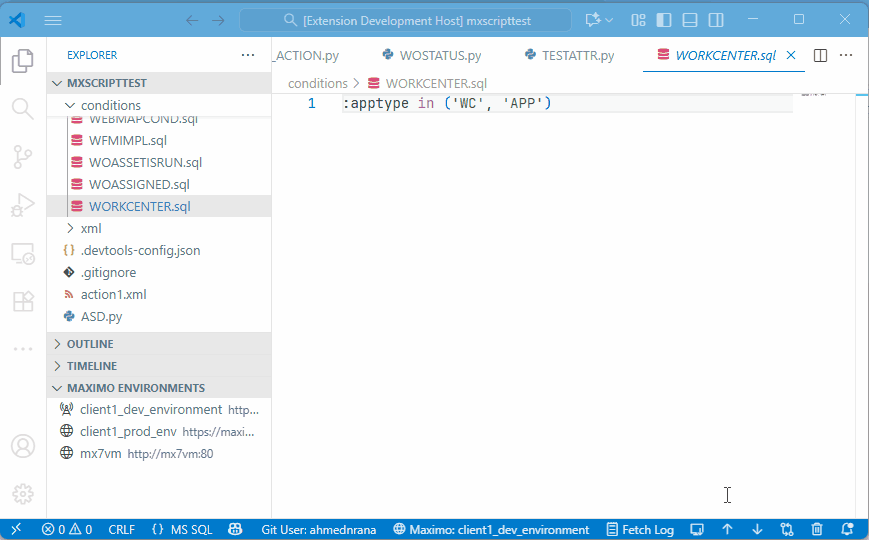 [Extension Development Host] mxscripttest
EXPLORER
_ACTION.py
WOSTATUS.py
TESTATTR.py
WORKCENTER.sql
MXSCRIPTTEST
conditions > WORKCENTER.sql
conditions
1 :apptype in ('WC', 'APP')
WEBMAPCOND.sql
WFMIMPL.sql
WOASSETISRUN.sql
WOASSIGNED.sql
WORKCENTER.sql
xml
{} .devtools-config.json
.gitignore
action1.xml
ASD.py
OUTLINE
TIMELINE
MAXIMO ENVIRONMENTS
client1_dev_environment http...
client1_prod_env https://maxi...
mx7vm http://mx7vm:80
0 0 CRLF {} MS SQL Git User: ahmednrana Maximo: client1_dev_environment Fetch Log